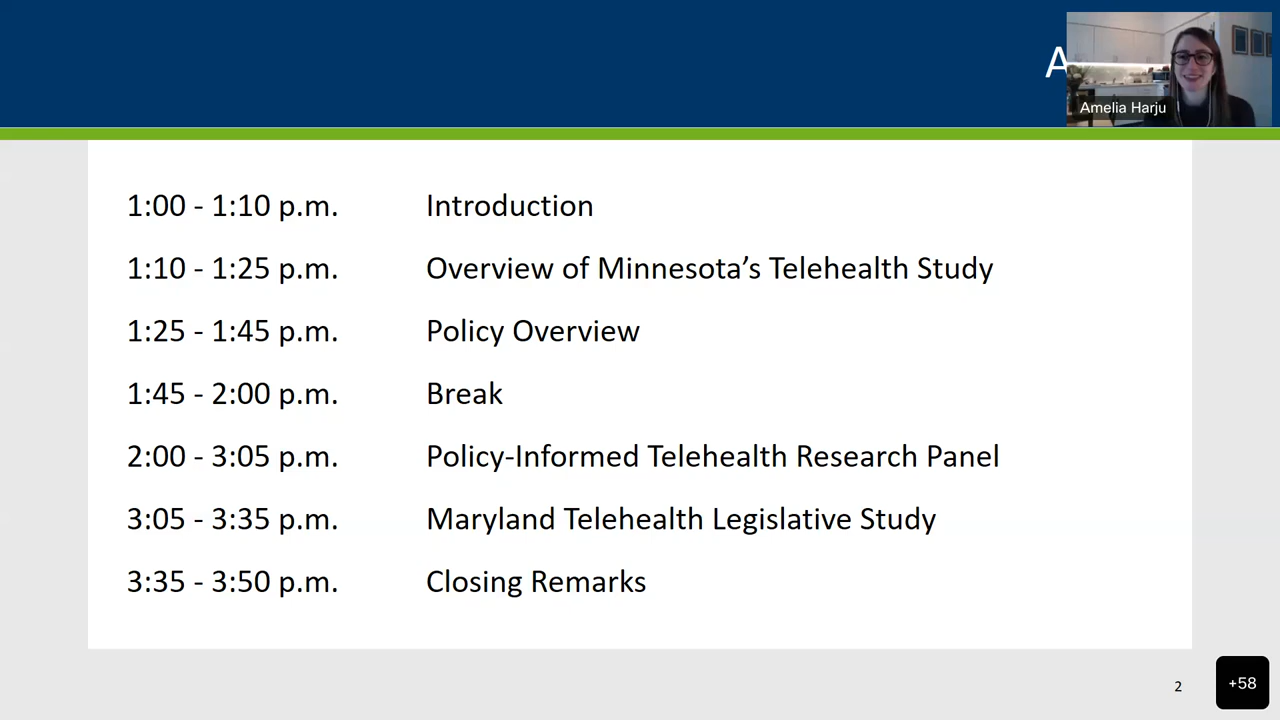 Amelia Harju
1:00 - 1:10 p.m. Introduction
1:10 - 1:25 p.m. Overview of Minnesota’s Telehealth Study
1:25 - 1:45 p.m. Policy Overview
1:45 - 2:00 p.m. Break
2:00 - 3:05 p.m. Policy-Informed Telehealth Research Panel
3:05 - 3:35 p.m. Maryland Telehealth Legislative Study
3:35 - 3:50 p.m. Closing Remarks
2
+58